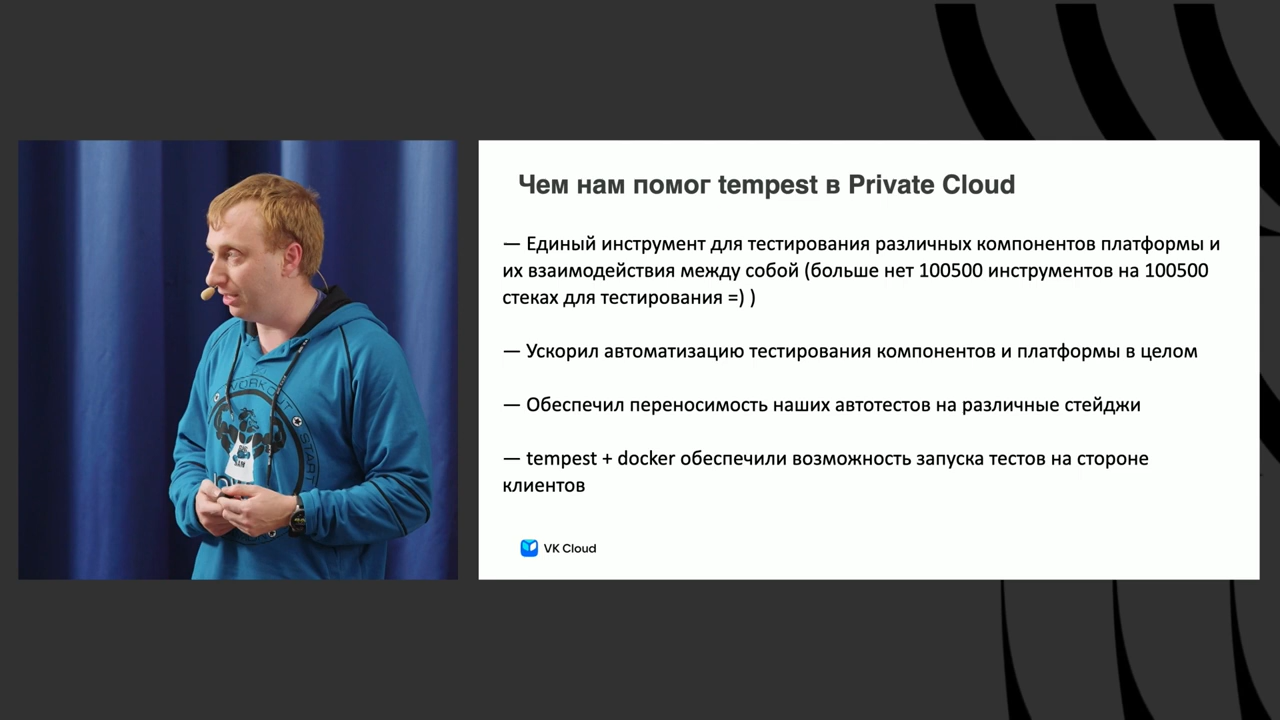 Чем нам помог tempest в Private Cloud
— Единый инструмент для тестирования различных компонентов платформы и
их взаимодействия между собой (больше нет 100500 инструментов на 100500
стеках для тестирования =) )
— Ускорил автоматизацию тестирования компонентов и платформы в целом
— Обеспечил переносимость наших автотестов на различные стейджи
— tempest + docker обеспечили возможность запуска тестов на стороне
клиентов
VK Cloud
WORKOUT
START